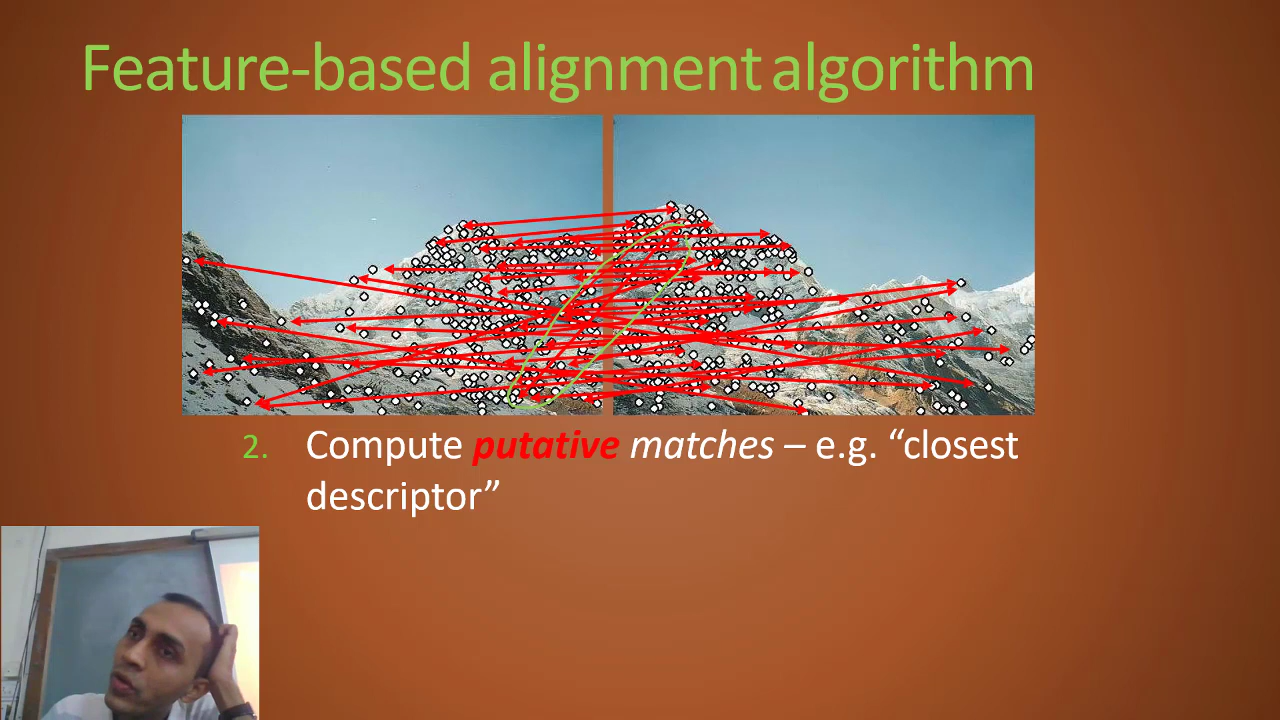 Feature-based alignment algorithm
2. Compute putative matches – e.g. “closest
descriptor”